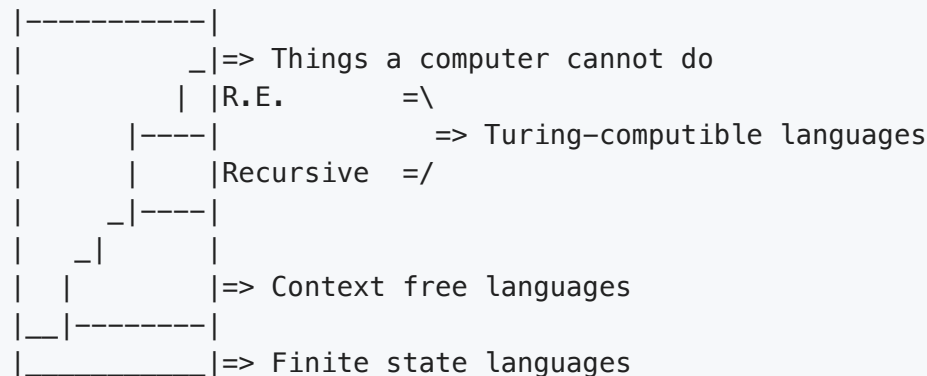 => Things a computer cannot do
R.E. =\
=> Turing-computible languages
Recursive =/
=> Context free languages
=> Finite state languages